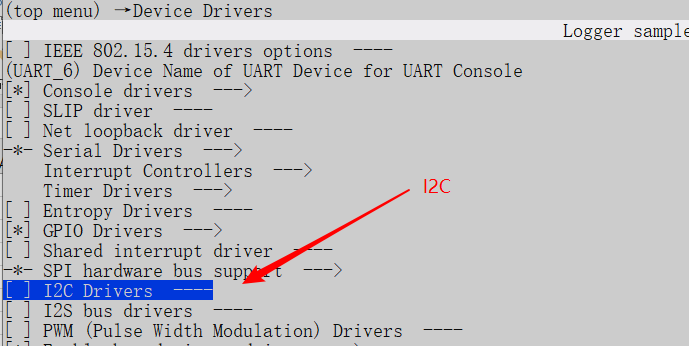 (top menu) →Device Drivers
Logger sample
[ ] IEEE 802.15.4 drivers options  ----
(UART_6) Device Name of UART Device for UART Console
[*] Console drivers  --->
[ ] SLIP driver  ----
[ ] Net loopback driver  ----
-*- Serial Drivers  --->
Interrupt Controllers  --->
Timer Drivers  --->
[ ] Entropy Drivers  ----
[*] GPIO Drivers  --->
[ ] Shared interrupt driver  ----
-*- SPI hardware bus support  --->
[ ] I2C Drivers  ----
I2C
[ ] I2S bus drivers  ----
[ ] PWM (Pulse Width Modulation) Drivers  ----